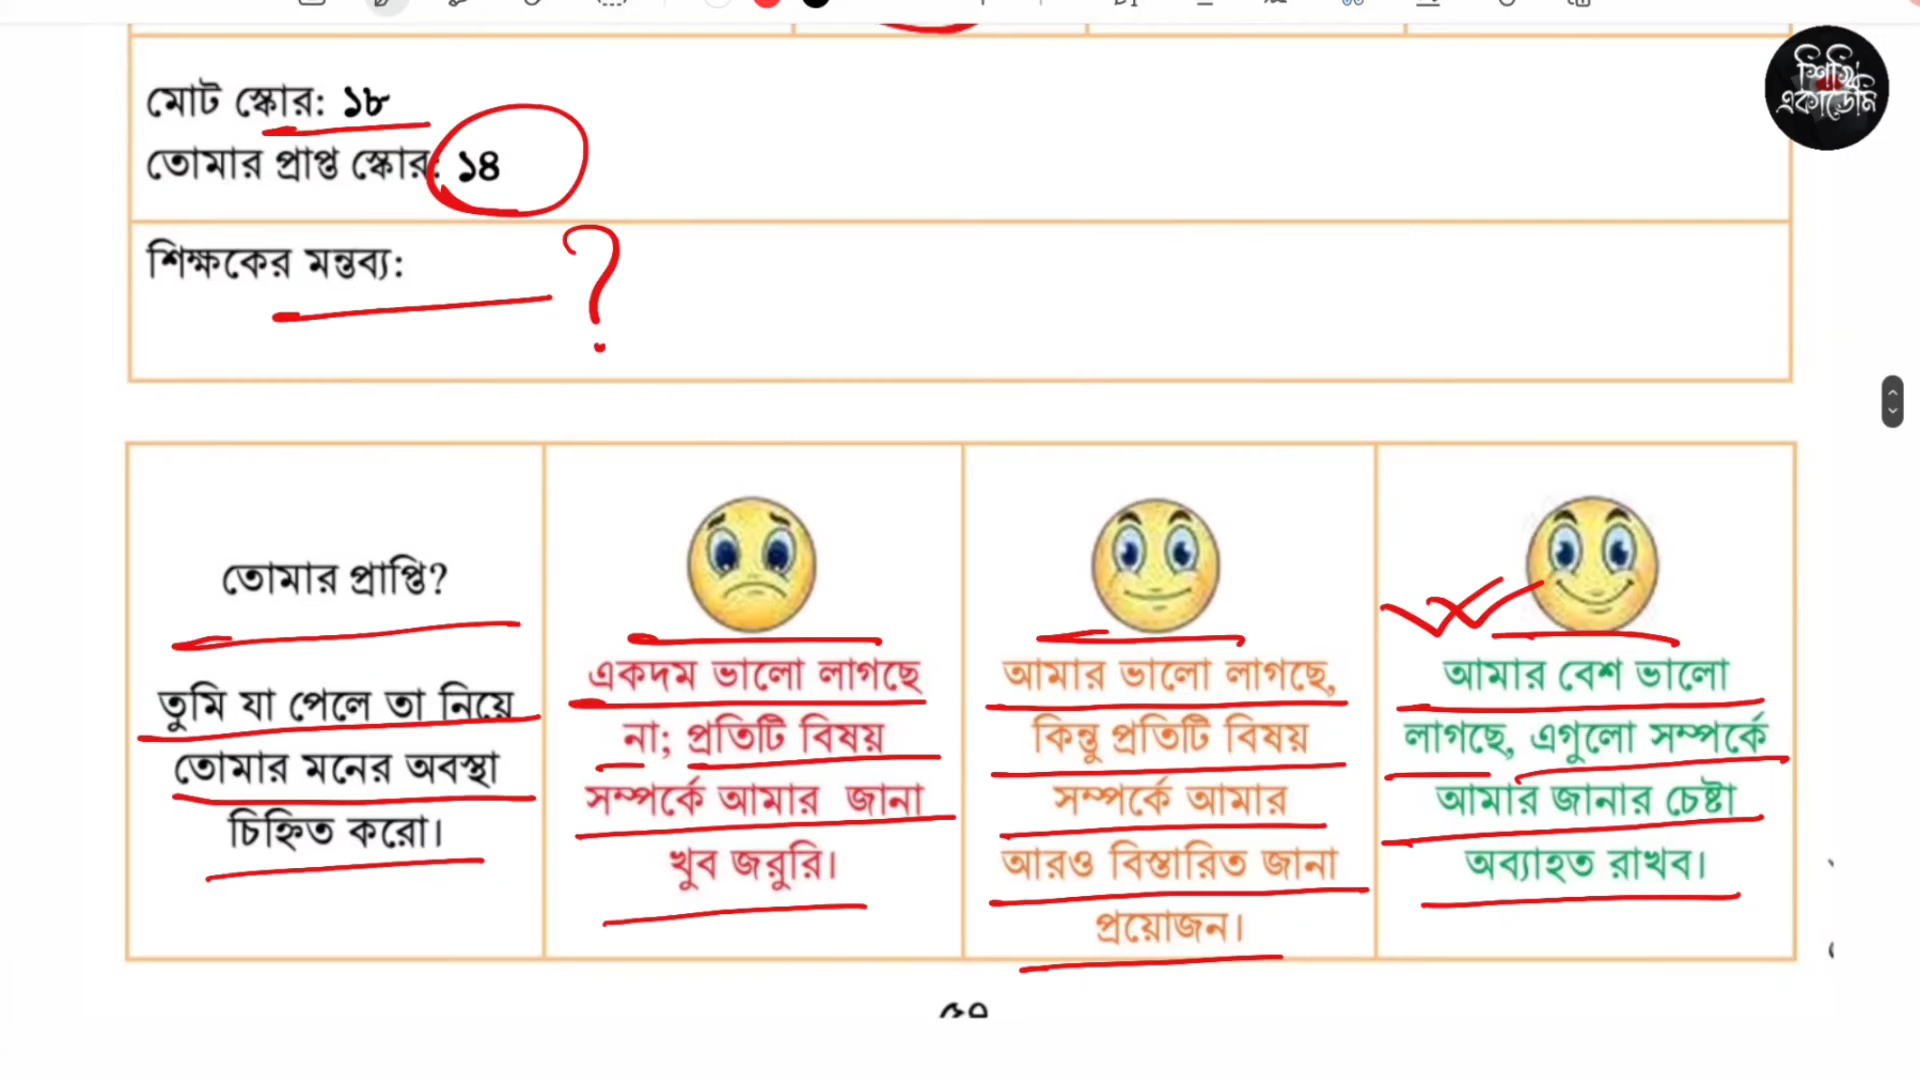 শিখি
একাডেমি
মোট স্কোর: ১৮
তোমার প্রাপ্ত স্কোর: ১৪
শিক্ষকের মন্তব্য:
?
তোমার প্রাপ্তি?
তুমি যা পেলে তা নিয়ে
তোমার মনের অবস্থা
চিহ্নিত করো।
একদম ভালো লাগছে
না; প্রতিটি বিষয়
সম্পর্কে আমার জানা
খুব জরুরি।
আমার ভালো লাগছে,
কিন্তু প্রতিটি বিষয়
সম্পর্কে আমার
আরও বিস্তারিত জানা
প্রয়োজন।
আমার বেশ ভালো
লাগছে, এগুলো সম্পর্কে
আমার জানার চেষ্টা
অব্যাহত রাখব।